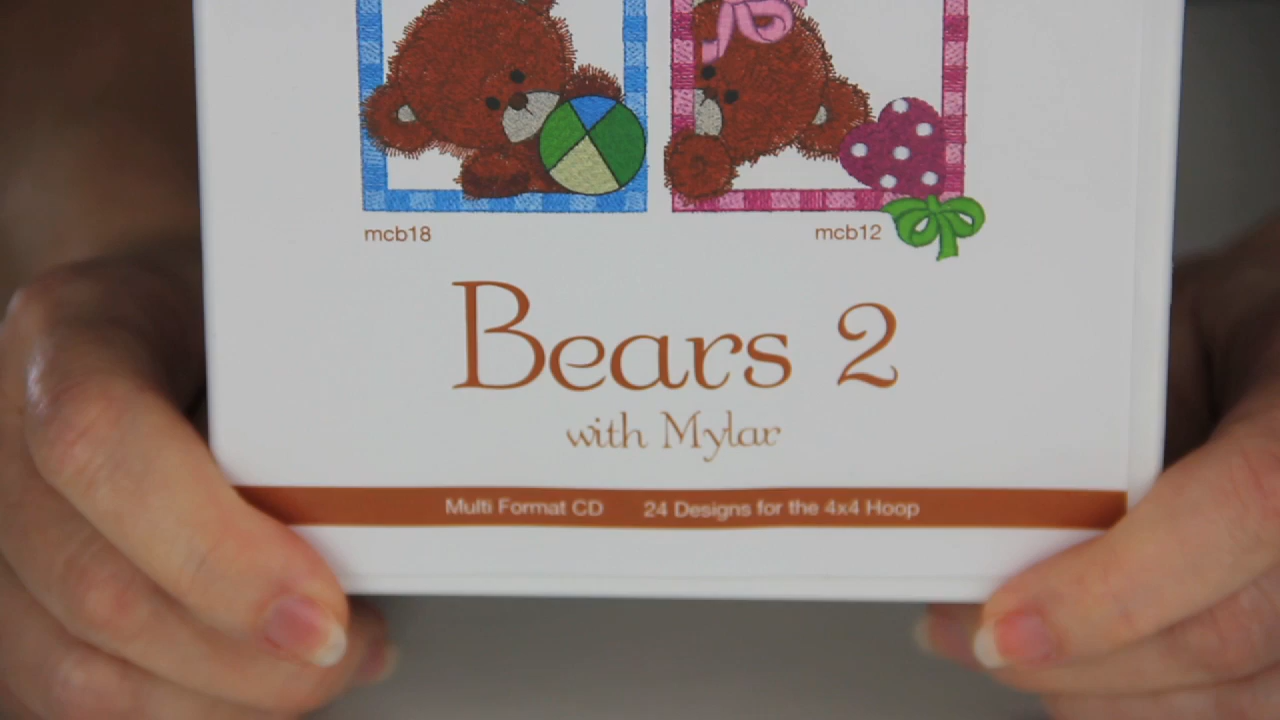 mcb18
mcb12
Bears 2
with Mylar
Multi Format CD 24 Designs for the 4x4 Hoop